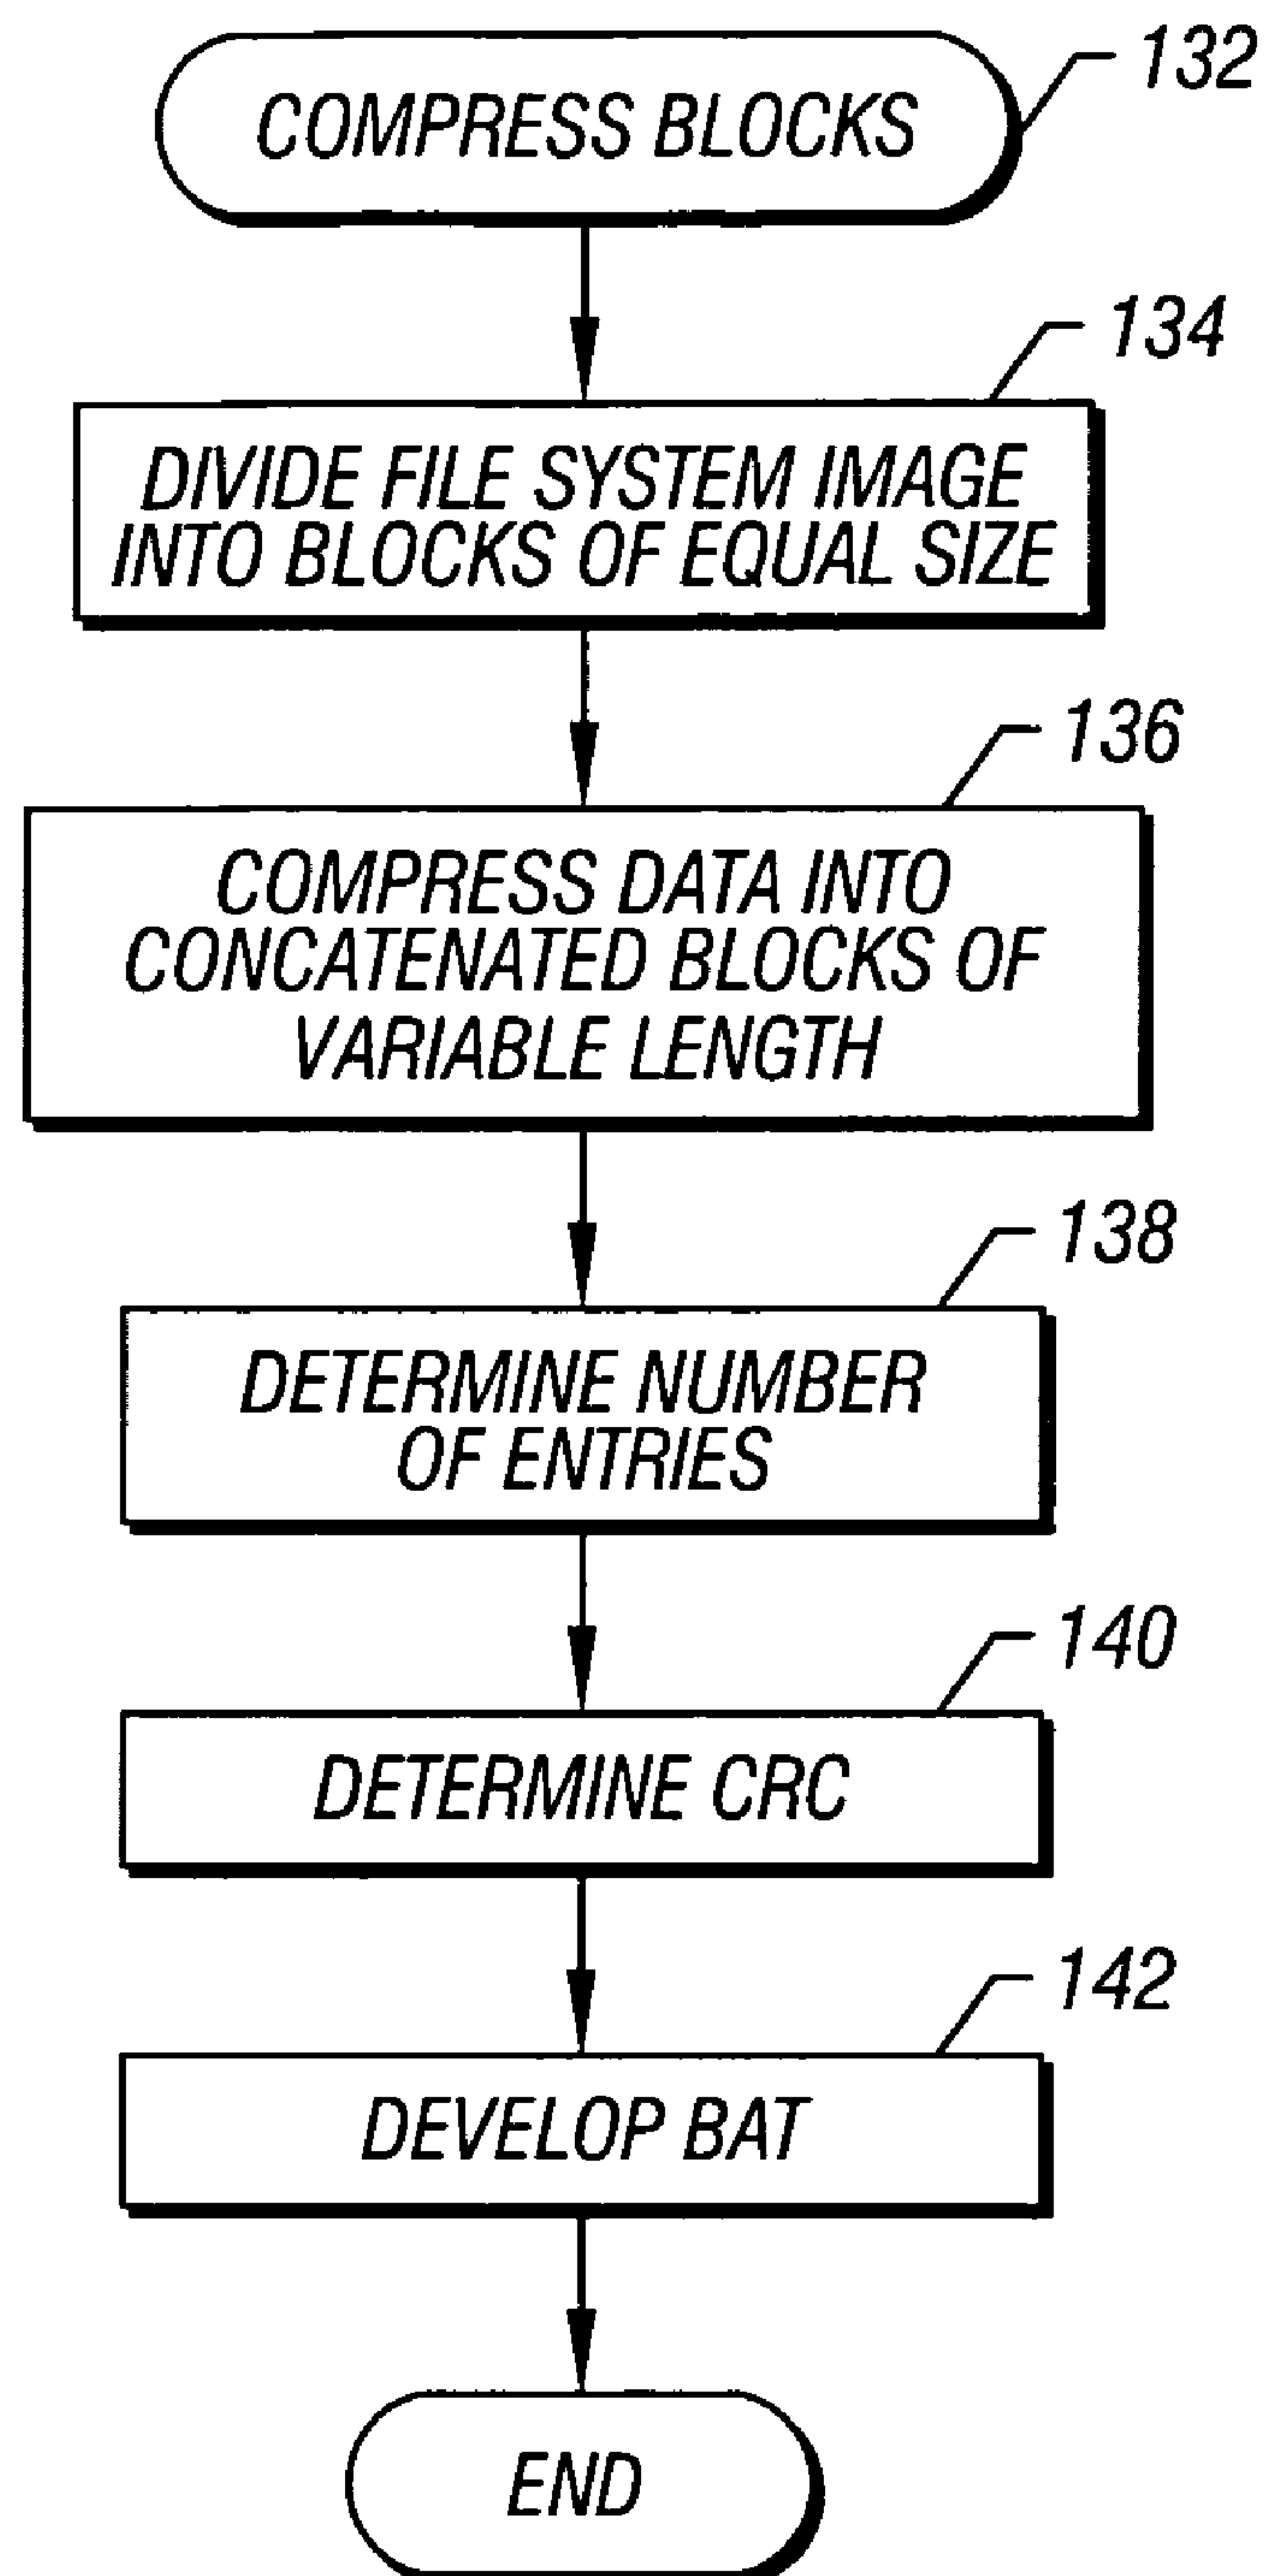 132
COMPRESS BLOCKS
134
DIVIDE FILE SYSTEM IMAGE
INTO BLOCKS OF EQUAL SIZE
136
COMPRESS DATA INTO
CONCATENATED BLOCKS OF
VARIABLE LENGTH
138
DETERMINE NUMBER
OF ENTRIES
140
DETERMINE CRC
142
DEVELOP BAT
END